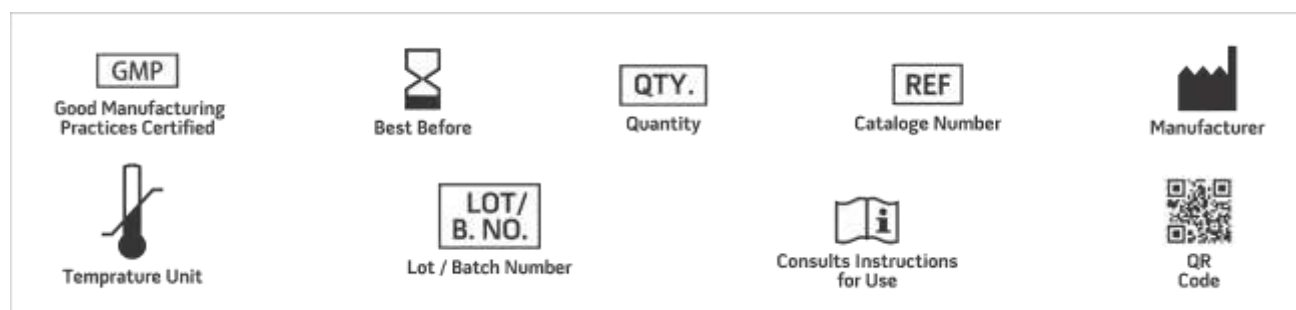 GMP
Good Manufacturing
Practices Certified
Best Before
QTY.
Quantity
REF
Cataloge Number
Manufacturer
Temprature Unit
LOT/
B. NO.
Lot / Batch Number
i
Consults Instructions
for Use
QR
Code